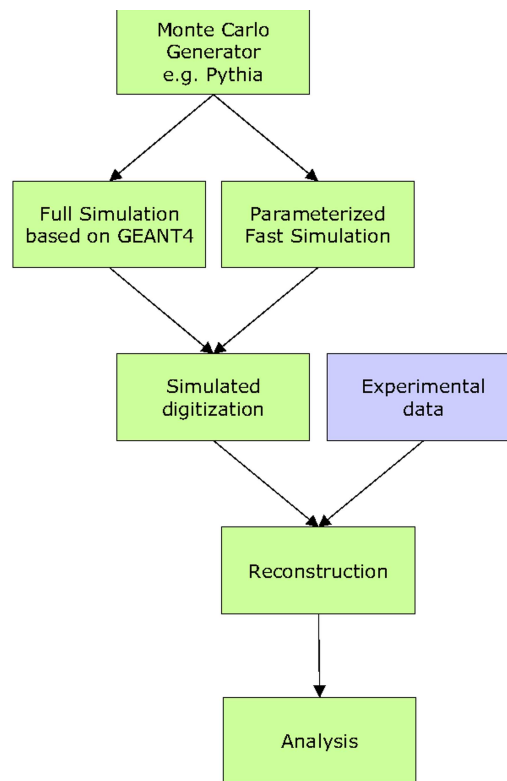 Monte Carlo
Generator
e.g. Pythia
Full Simulation
based on GEANT4
Parameterized
Fast Simulation
Simulated
digitization
Experimental
data
Reconstruction
Analysis